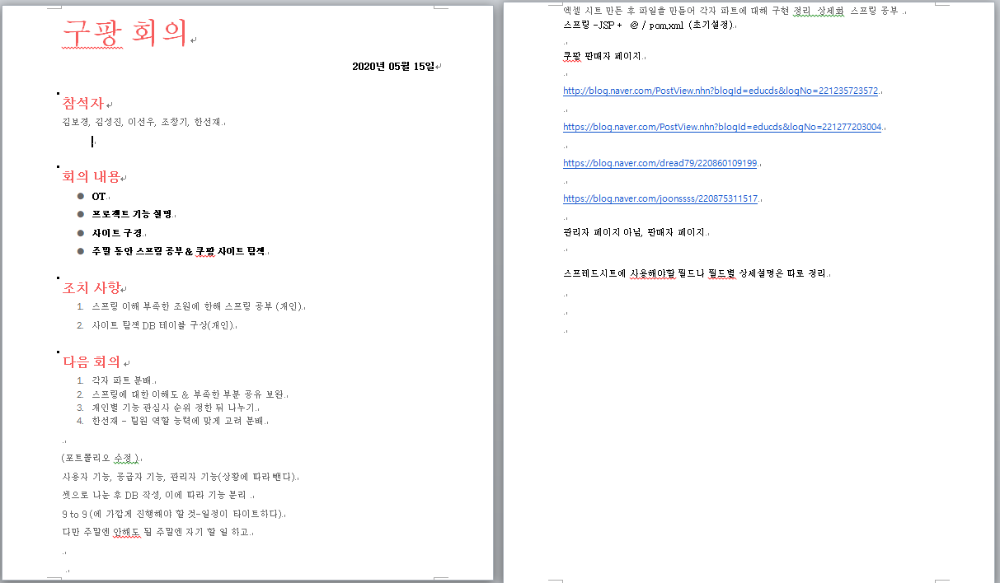 구팡 회의
2020년 05월 15일
참석자
김보경, 김성진, 이선우, 조창기, 한선재
회의 내용
● OT
● 프로젝트 기능 설명
● 사이트 구경
● 주말 동안 스프링 공부 & 쿠팡 사이트 탐색
조치 사항
1. 스프링 이해 부족한 조원에 한해 스프링 공부 (개인)
2. 사이트 탐색 DB 테이블 구상(개인)
다음 회의
1. 각자 파트 분배
2. 스프링에 대한 이해도 & 부족한 부분 공유 보완
3. 개인별 기능 관심사 순위 정한 뒤 나누기
4. 한선재 - 팀원 역할 능력에 맞게 고려 분배
(포트폴리오 수정 )
사용자 기능, 공급자 기능, 관리자 기능(상황에 따라 뺀다)
셋으로 나눈 후 DB 작성, 이에 따라 기능 분리
9 to 9 (에 가깝게 진행해야 할 것-일정이 타이트하다)
다만 주말엔 안해도 됨 주말엔 자기 할 일 하고
엑셀 시트 만든 후 파일을 만들어 각자 파트에 대해 구현 정리 상세화 스프링 공부
스프링 -JSP + @ / pom.xml (초기설정)
쿠팡 판매자 페이지
http://blog.naver.com/PostView.nhn?blogId=educds&logNo=221235723572
https://blog.naver.com/PostView.nhn?blogId=educds&logNo=221277203004
https://blog.naver.com/dread79/220860109199
https://blog.naver.com/joonssss/220875311517
관리자 페이지 아님, 판매자 페이지
스프레드시트에 사용해야할 필드나 필드별 상세설명은 따로 정리